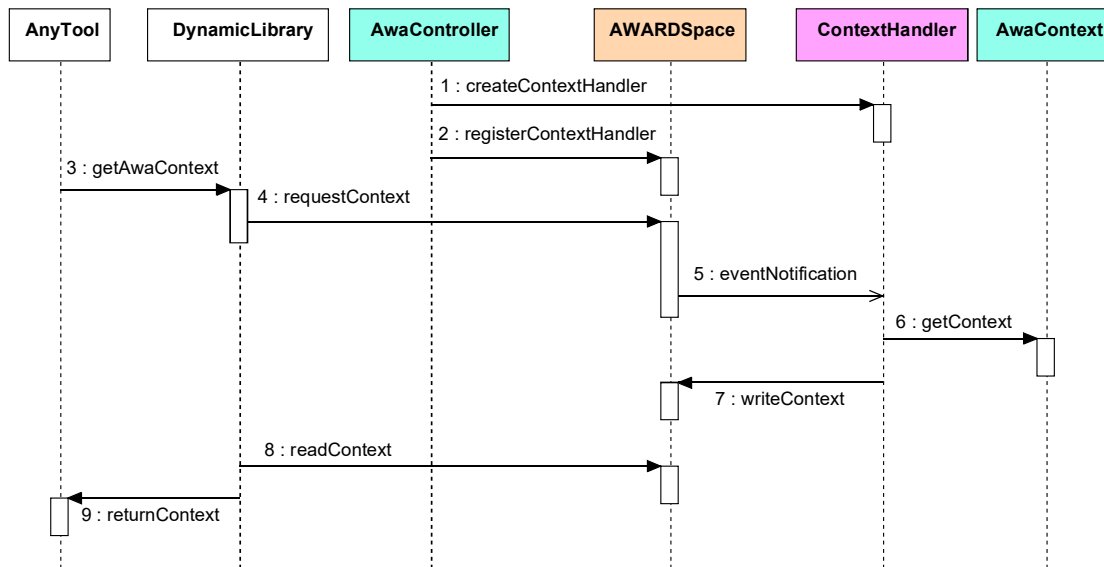 AnyTool
DynamicLibrary
AwaController
AWARDSpace
ContextHandler
AwaContext
1 : createContextHandler
2 : registerContextHandler
3 : getAwaContext
4 : requestContext
5 : eventNotification
6 : getContext
7 : writeContext
8 : readContext
9 : returnContext